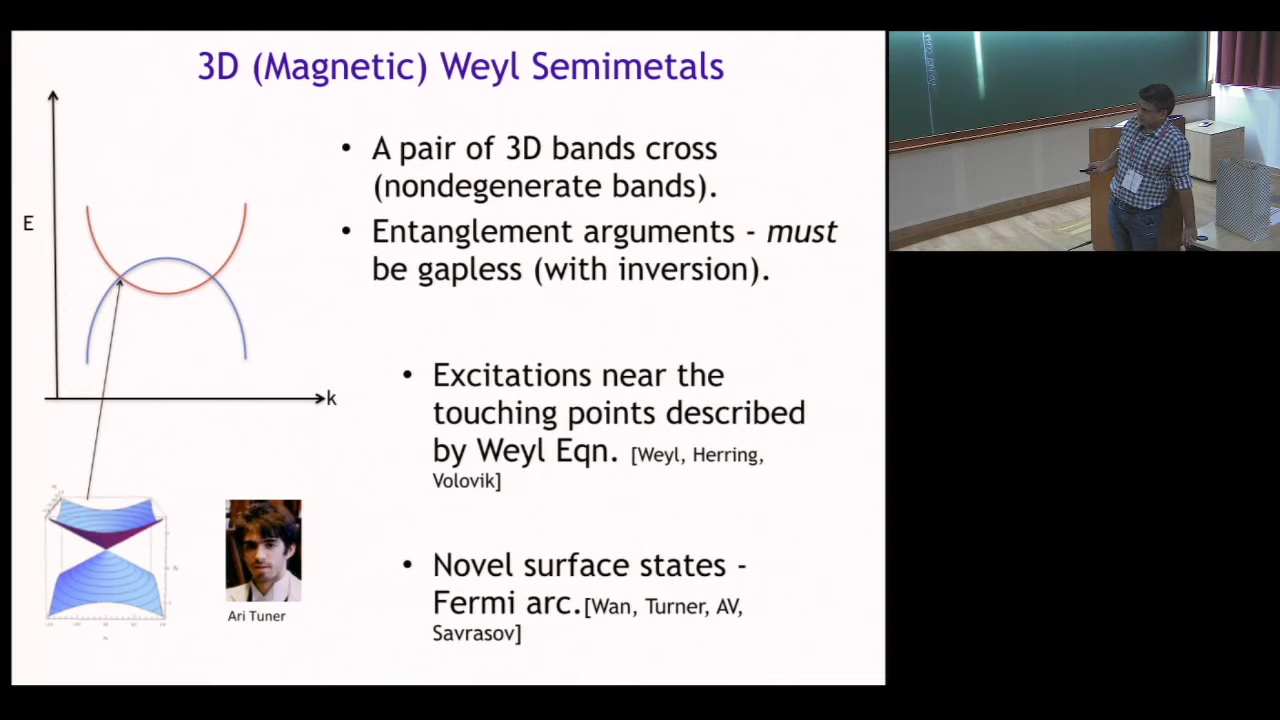 3D (Magnetic) Weyl Semimetals
E
k
• A pair of 3D bands cross
(nondegenerate bands).
• Entanglement arguments - must
be gapless (with inversion).
• Excitations near the
touching points described
by Weyl Eqn. [Weyl, Herring,
Volovik]
• Novel surface states -
Fermi arc.[Wan, Turner, AV,
Savrasov]
Ari Tuner